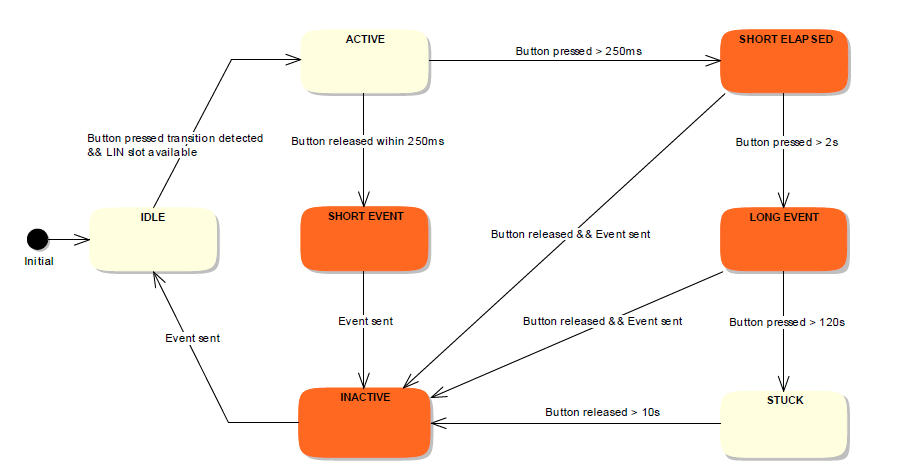 ACTIVE
SHORT ELAPSED
Button pressed > 250ms
Button pressed transition detected
&& LIN slot available
Button released wihin 250ms
Button pressed > 2s
IDLE
SHORT EVENT
LONG EVENT
Button released && Event sent
Initial
Event sent
Button released && Event sent
Button pressed > 120s
Event sent
INACTIVE
STUCK
Button released > 10s